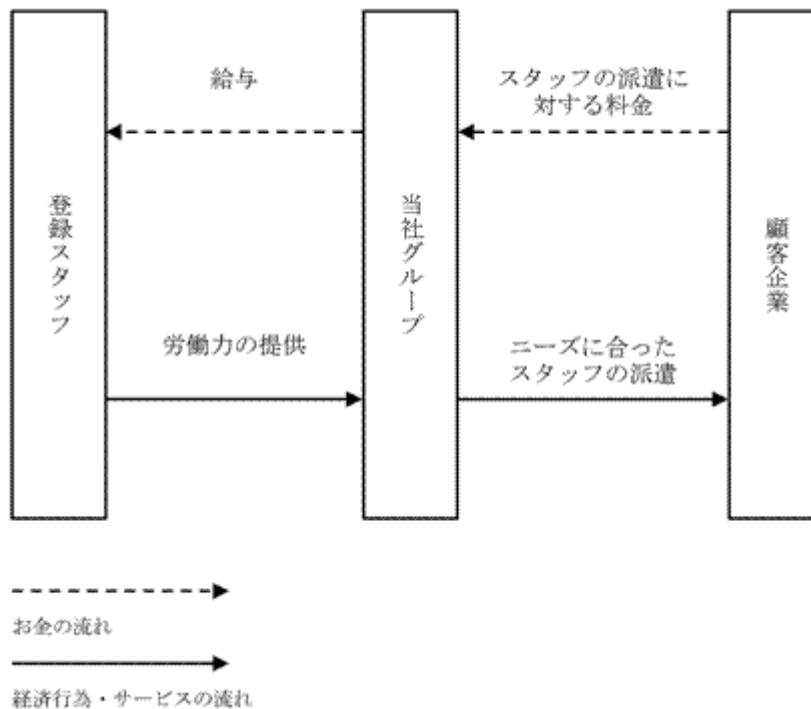 給与
スタッフの派遣に
対する料金
登録スタッフ
当社グループ
顧客企業
労働力の提供
ニーズに合った
スタッフの派遣
お金の流れ
経済行為・サービスの流れ